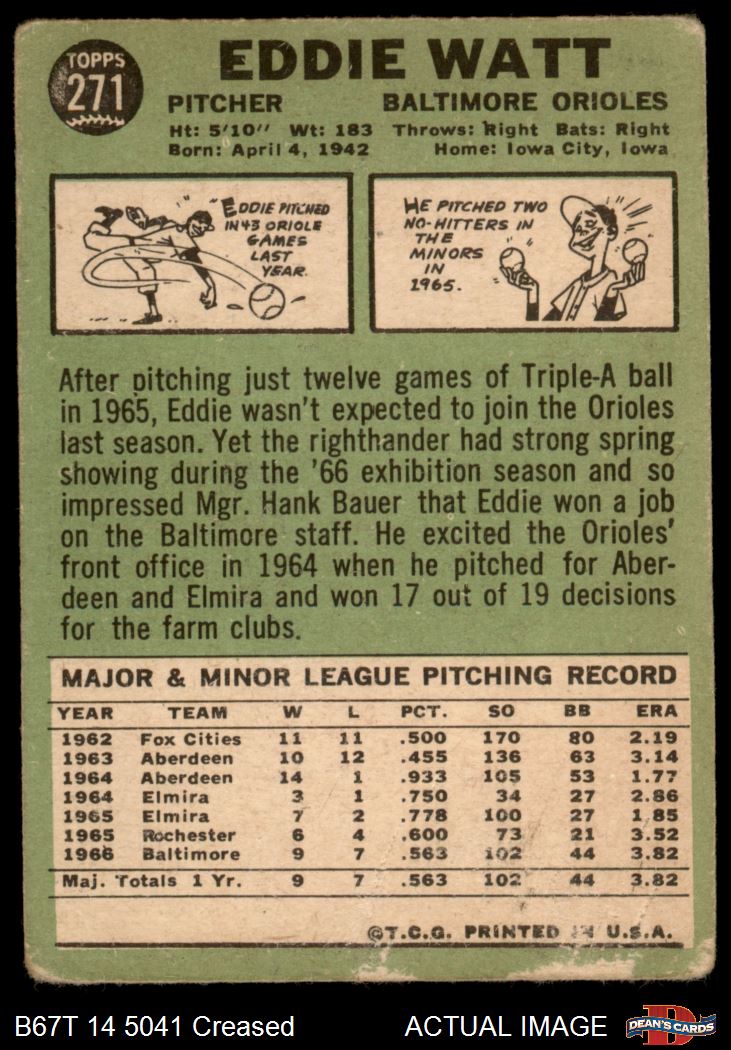 TOPPS
271
EDDIE WATT
PITCHER BALTIMORE ORIOLES
Ht: 5'10" Wt: 183 Throws: Right Bats: Right
Born: April 4, 1942 Home: Iowa City, Iowa
EDDIE PITCHED
IN 43 ORIOLE
GAMES
LAST
YEAR.
HE PITCHED TWO
NO-HITTERS IN
THE
MINORS
IN
1965.
After pitching just twelve games of Triple-A ball
in 1965, Eddie wasn't expected to join the Orioles
last season. Yet the righthander had strong spring
showing during the '66 exhibition season and so
impressed Mgr. Hank Bauer that Eddie won a job
on the Baltimore staff. He excited the Orioles'
front office in 1964 when he pitched for Aber-
deen and Elmira and won 17 out of 19 decisions
for the farm clubs.
MAJOR & MINOR LEAGUE PITCHING RECORD
YEAR TEAM W L PCT. SO BB ERA
1962 Fox Cities 11 11 .500 170 80 2.19
1963 Aberdeen 10 12 .455 136 63 3.14
1964 Aberdeen 14 1 .933 105 53 1.77
1964 Elmira 3 1 .750 34 27 2.86
1965 Elmira 7 2 .778 100 27 1.85
1965 Rochester 6 4 .600 73 21 3.52
1966 Baltimore 9 7 .563 102 44 3.82
Maj. Totals 1 Yr. 9 7 .563 102 44 3.82
©T.C.G. PRINTED IN U.S.A.
B67T 14 5041 Creased ACTUAL IMAGE
D
DEAN'S CARDS